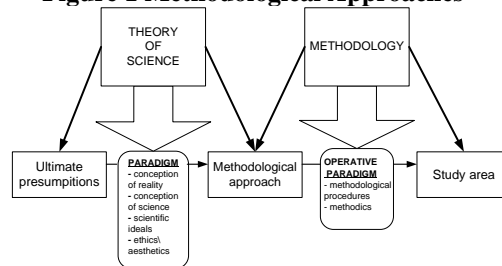 Figure 1 Methodological Approaches
THEORY
OF
SCIENCE
METHODOLOGY
Ultimate
presumptions
PARADIGM
- conception
of reality
- conception
of science
- scientific
ideals
- ethics\
aesthetics
Methodological
approach
OPERATIVE
PARADIGM
- methodological
procedures
- methodics
Study area